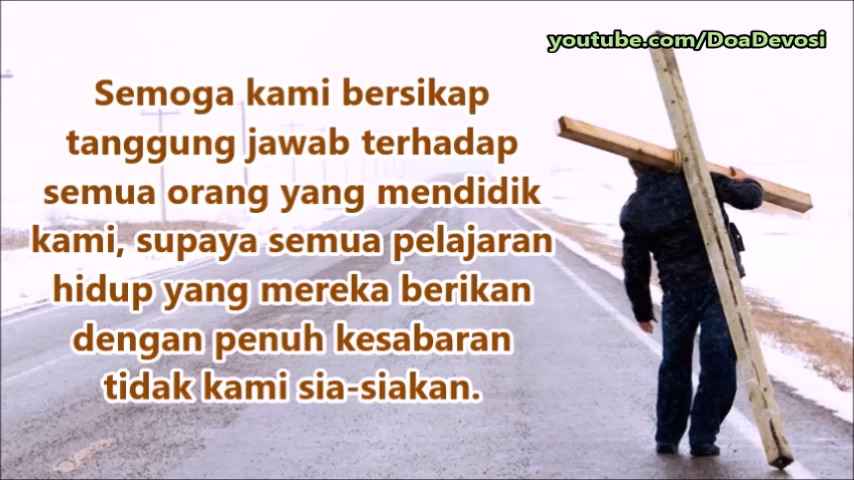 youtube.com/DoaDevosi
Semoga kami bersikap
tanggung jawab terhadap
semua orang yang mendidik
kami, supaya semua pelajaran
hidup yang mereka berikan
dengan penuh kesabaran
tidak kami sia-siakan.